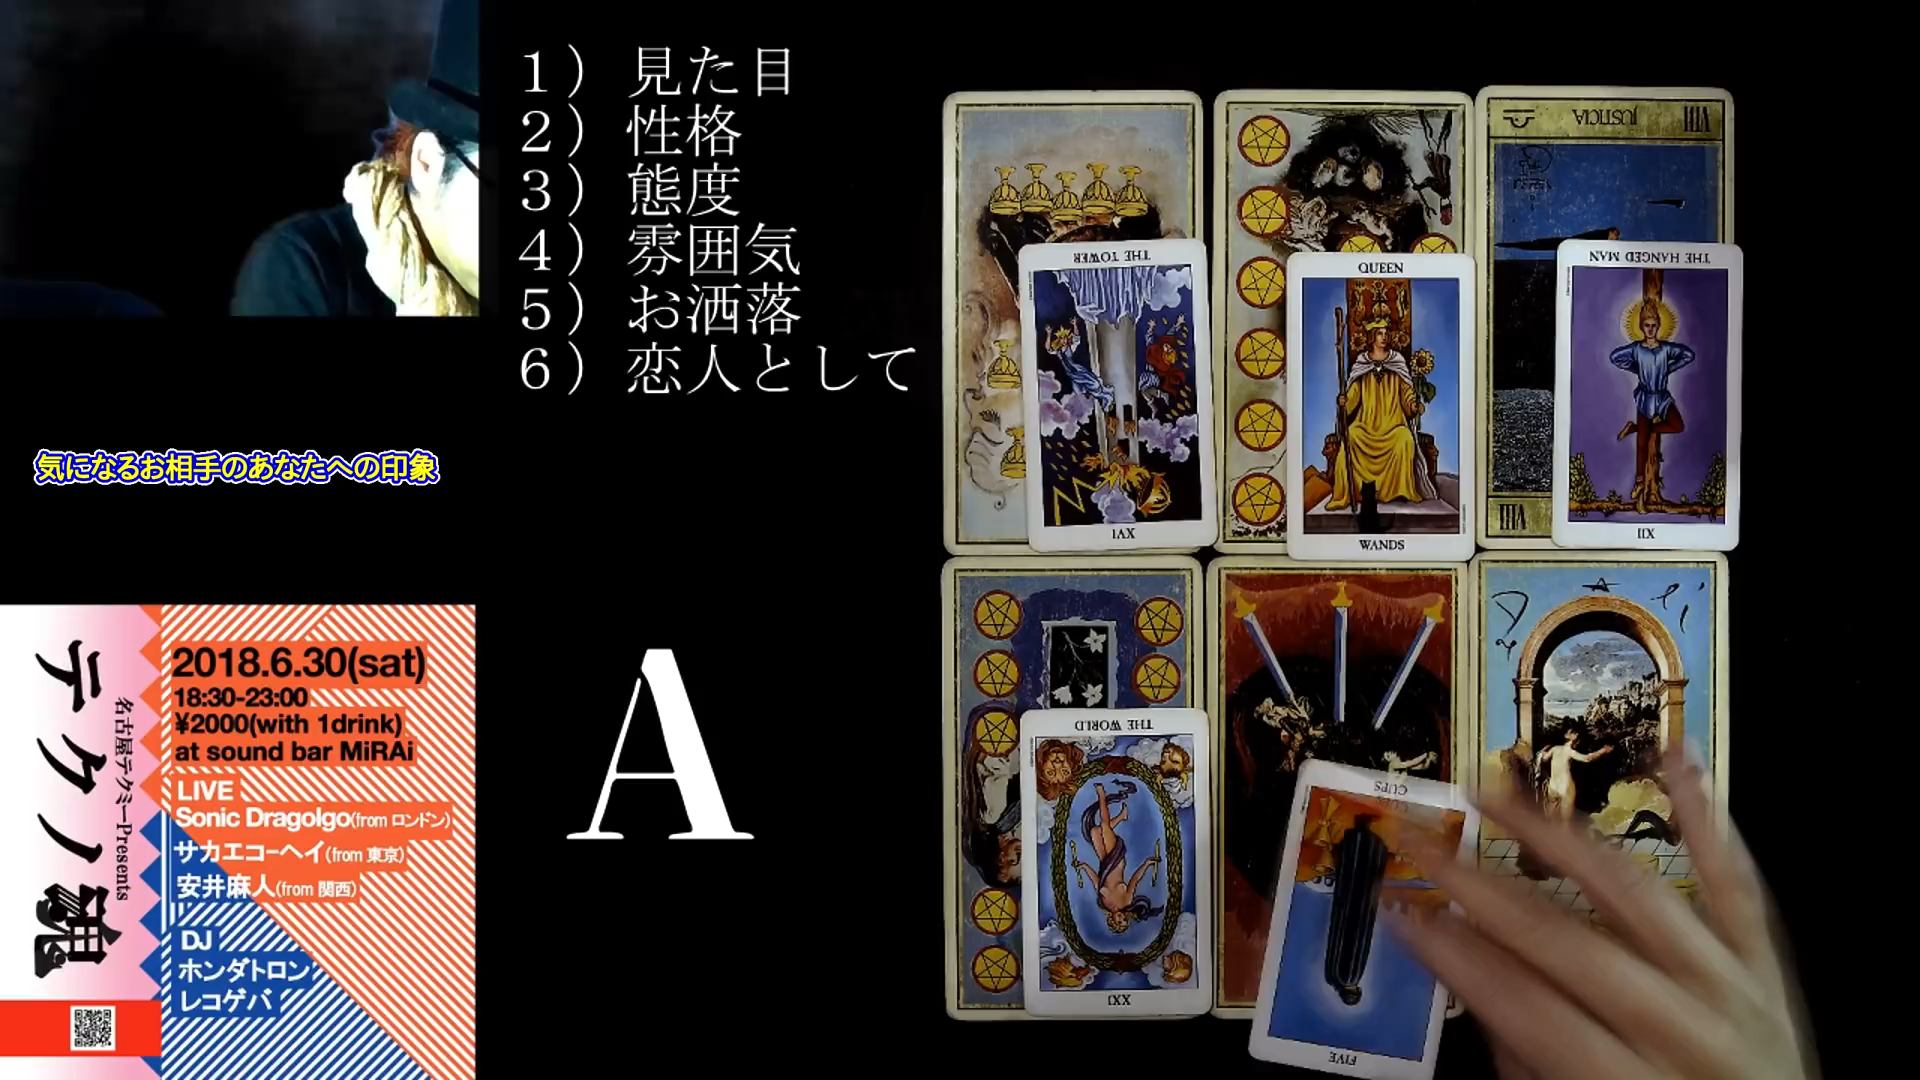 1） 見た目
2） 性格
3） 態度
4） 雰囲気
5） お洒落
6） 恋人として
気になるお相手のあなたへの印象
テクノ魂
名古屋テクミーPresents
2018.6.30(sat)
18:30-23:00
¥2000(with 1drink)
at sound bar MiRAi
LIVE
Sonic Dragolgo(from ロンドン)
サカエコーヘイ(from 東京)
安井麻人(from 関西)
DJ
ホンダトロン
レコゲバ
A
VIII
JUSTICIA
VIII
THE TOWER
XVI
QUEEN
WANDS
THE HANGED MAN
XII
THE WORLD
XXI
CUPS
FIVE
Dali